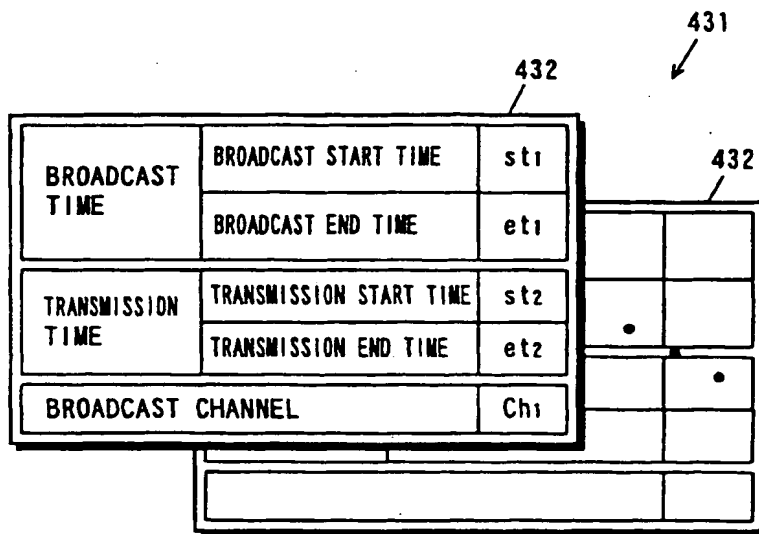 431
432
432
BROADCAST TIME
BROADCAST START TIME st1
BROADCAST END TIME et1
TRANSMISSION TIME
TRANSMISSION START TIME st2
TRANSMISSION END TIME et2
BROADCAST CHANNEL Ch1